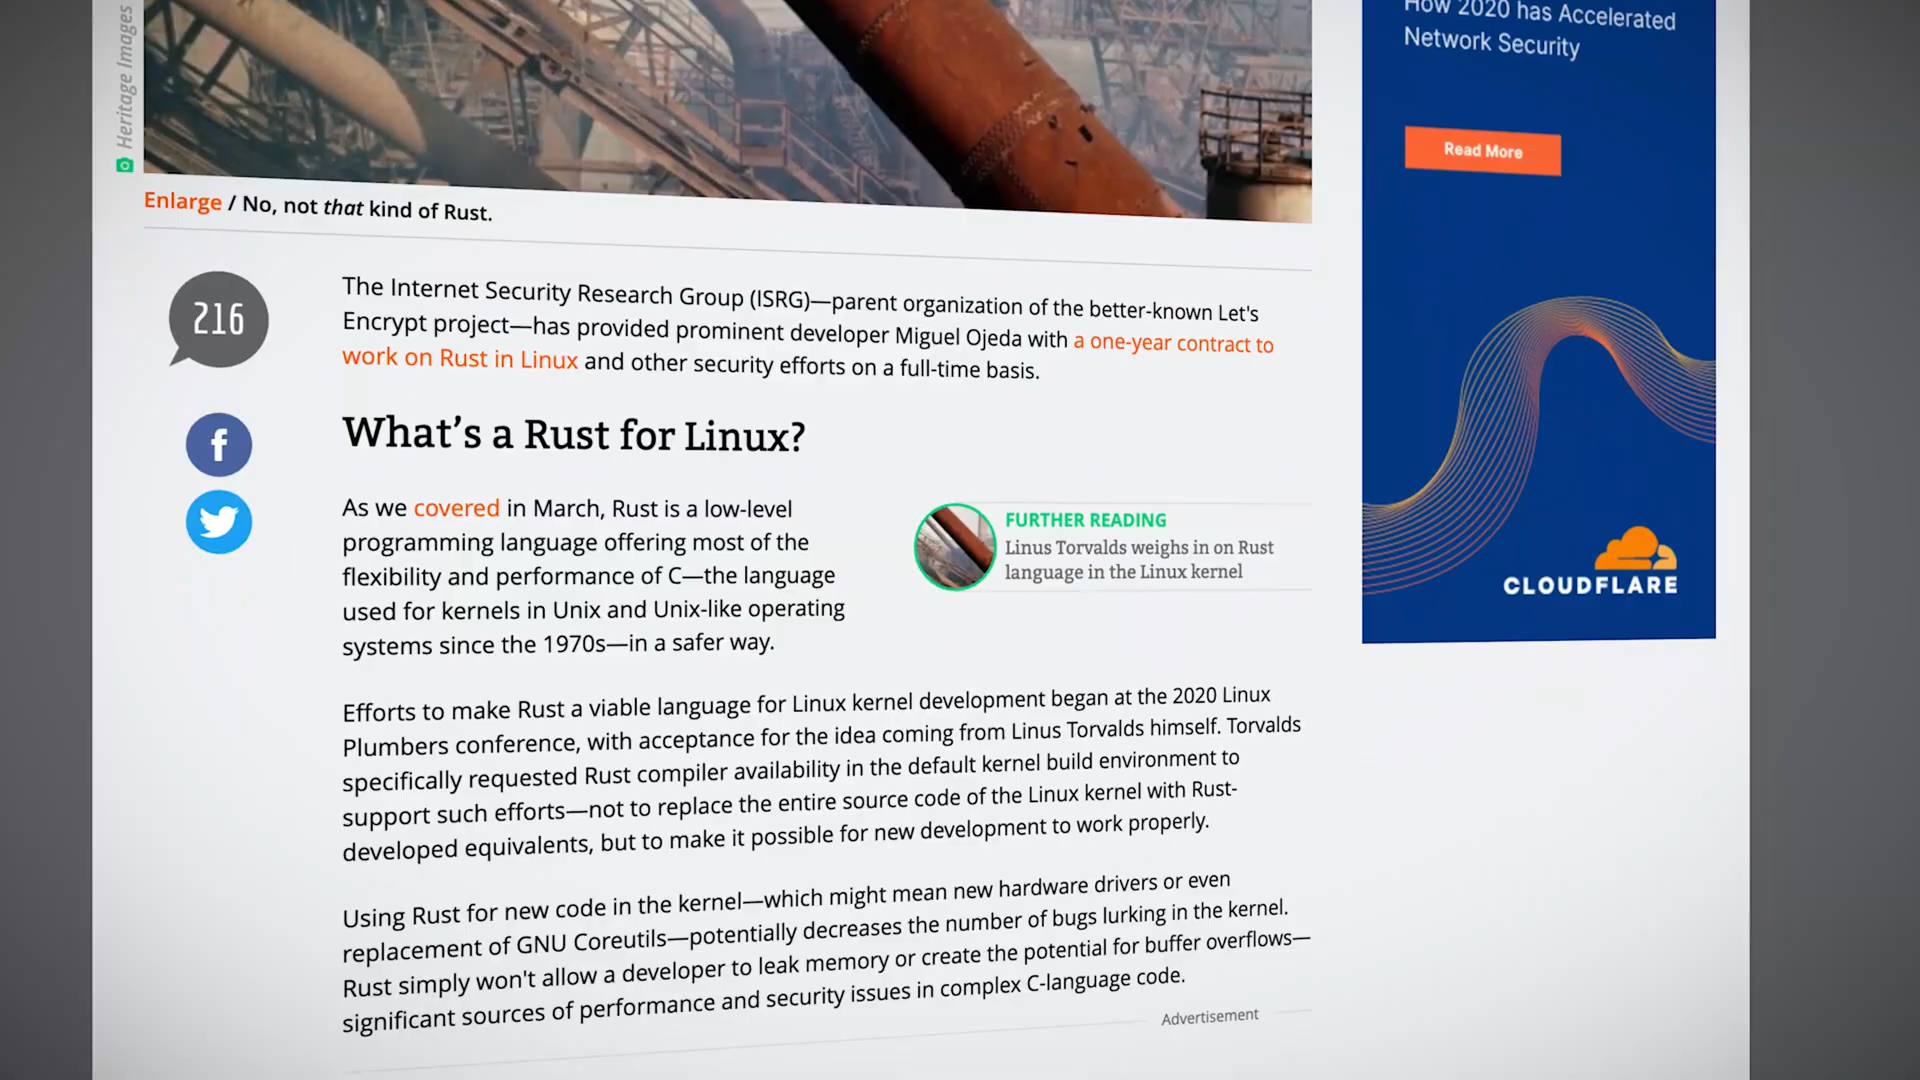 Heritage Images
Enlarge / No, not that kind of Rust.
216
The Internet Security Research Group (ISRG)—parent organization of the better-known Let's
Encrypt project—has provided prominent developer Miguel Ojeda with a one-year contract to
work on Rust in Linux and other security efforts on a full-time basis.
What's a Rust for Linux?
As we covered in March, Rust is a low-level
programming language offering most of the
flexibility and performance of C—the language
used for kernels in Unix and Unix-like operating
systems since the 1970s—in a safer way.
FURTHER READING
Linus Torvalds weighs in on Rust
language in the Linux kernel
Efforts to make Rust a viable language for Linux kernel development began at the 2020 Linux
Plumbers conference, with acceptance for the idea coming from Linus Torvalds himself. Torvalds
specifically requested Rust compiler availability in the default kernel build environment to
support such efforts—not to replace the entire source code of the Linux kernel with Rust-
developed equivalents, but to make it possible for new development to work properly.
Using Rust for new code in the kernel—which might mean new hardware drivers or even
replacement of GNU Coreutils—potentially decreases the number of bugs lurking in the kernel.
Rust simply won't allow a developer to leak memory or create the potential for buffer overflows—
significant sources of performance and security issues in complex C-language code.
Advertisement
How 2020 has Accelerated
Network Security
Read More
CLOUDFLARE